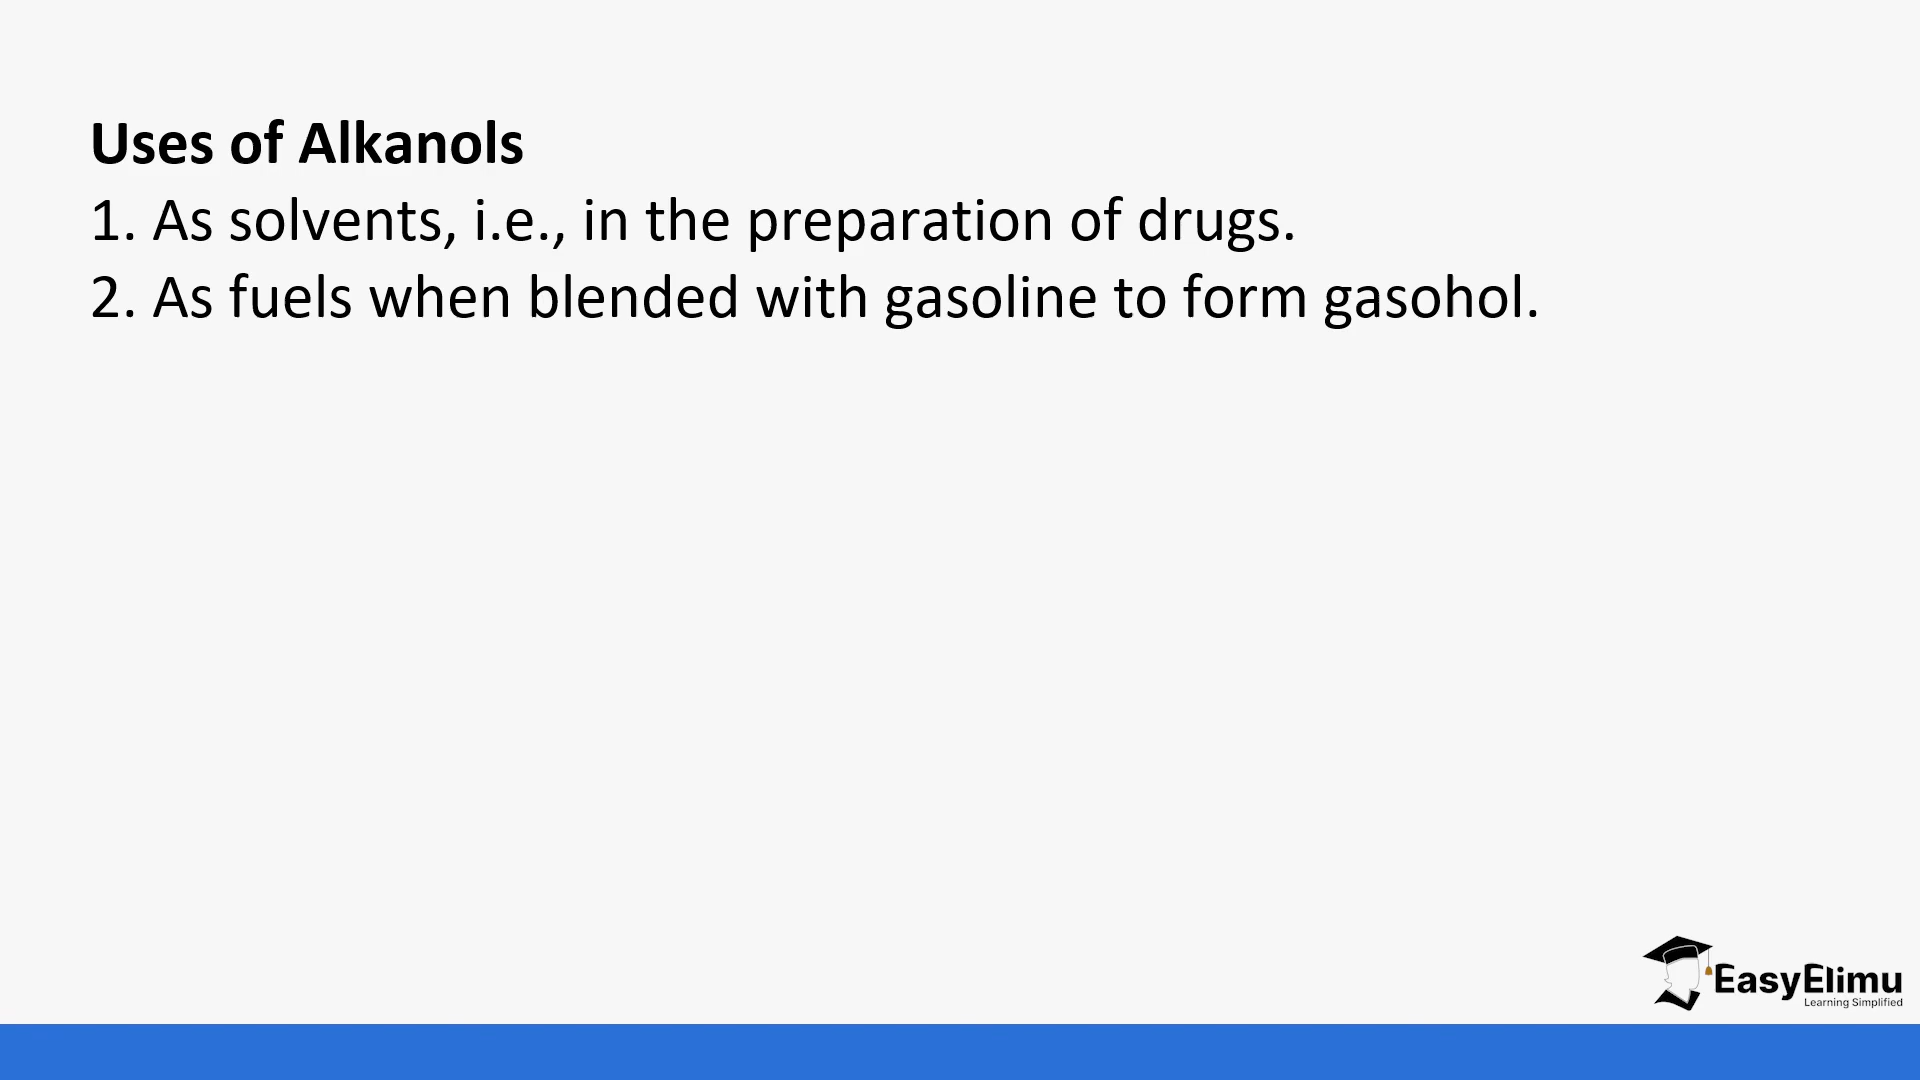 Uses of Alkanols
1. As solvents, i.e., in the preparation of drugs.
2. As fuels when blended with gasoline to form gasohol.
EasyElimu
Learning Simplified